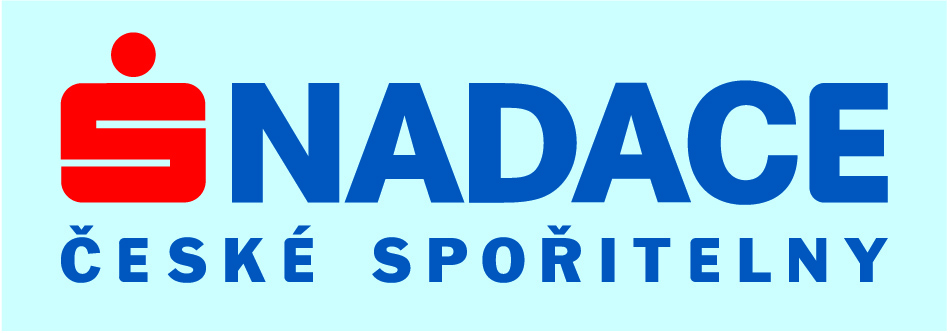 NADACE
ČESKÉ SPOŘITELNY